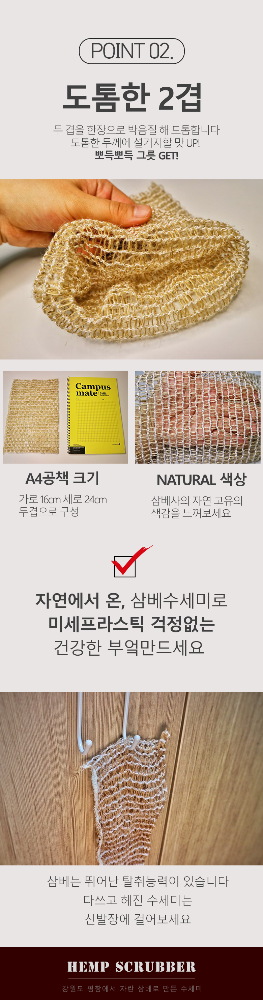 POINT 02.
도톰한 2겹
두 겹을 한장으로 박음질 해 도톰합니다
도톰한 두께에 설거지할 맛 UP!
뽀득뽀득 그릇 GET!
Campus
mate 5MM
A4공책 크기
가로 16cm 세로 24cm
두겹으로 구성
NATURAL 색상
삼베사의 자연 고유의
색감을 느껴보세요
자연에서 온, 삼베수세미로
미세프라스틱 걱정없는
건강한 부엌만드세요
삼베는 뛰어난 탈취능력이 있습니다
다쓰고 헤진 수세미는
신발장에 걸어보세요
HEMP SCRUBBER
강원도 평창에서 자란 삼베로 만든 수세미